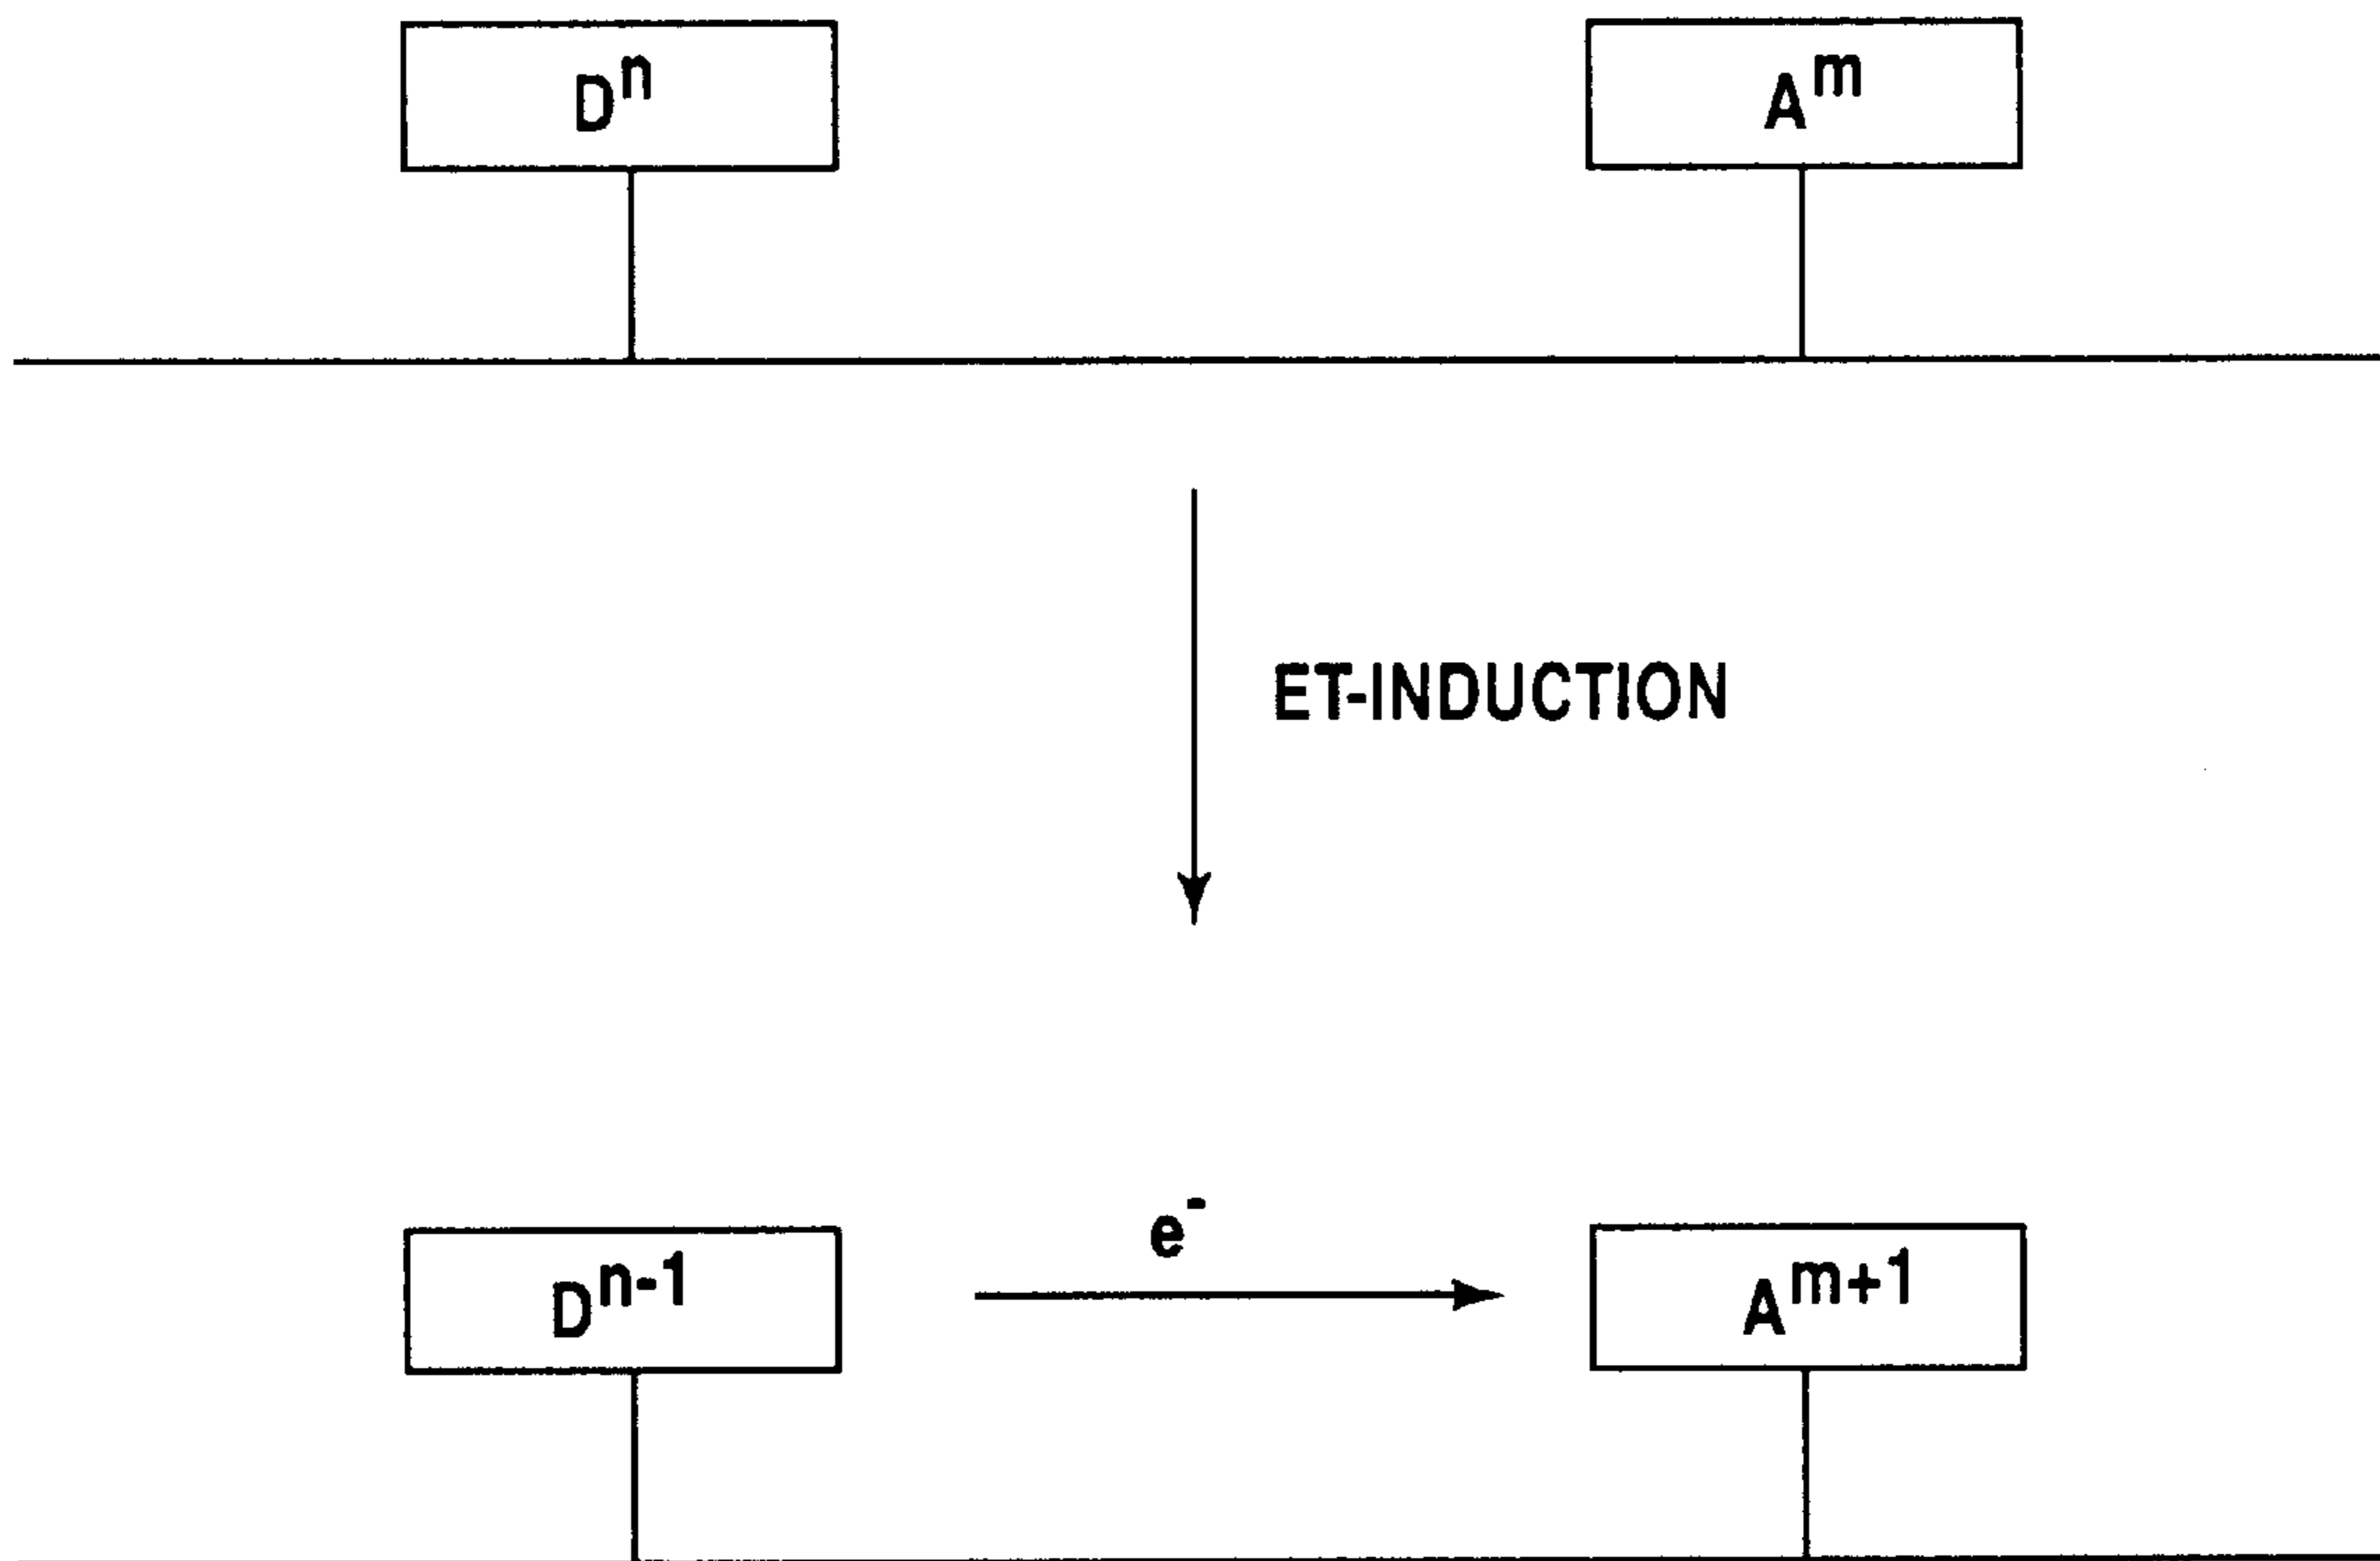 Dⁿ Aᵐ
ET-INDUCTION
e⁻
Dⁿ⁻¹ Aᵐ⁺¹